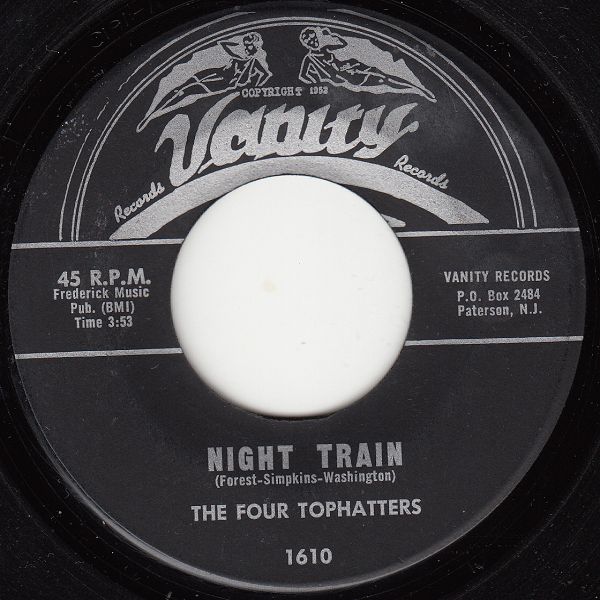 COPYRIGHT 1952
Vanity
Records
Records
45 R.P.M.
Frederick Music
Pub. (BMI)
Time 3:53
VANITY RECORDS
P.O. Box 2484
Paterson, N.J.
NIGHT TRAIN
(Forest-Simpkins-Washington)
THE FOUR TOPHATTERS
1610